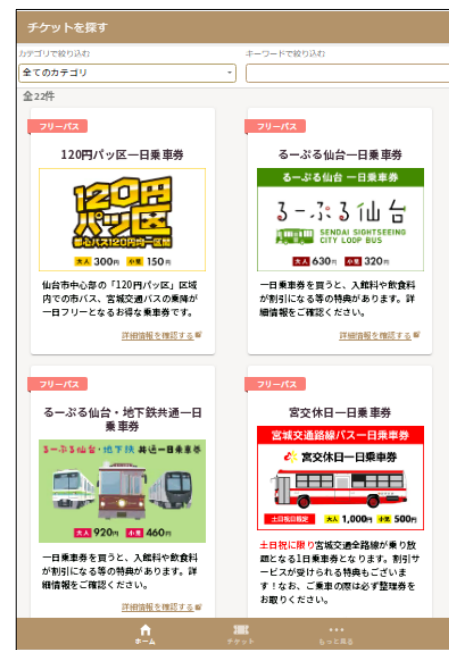 チケットを探す
カテゴリで絞り込む
キーワードで絞り込む
全てのカテゴリ
全22件
フリーパス
120円パッ区一日乗車券
120円
パッ区
都心バス120円均一区間
大人 300円 小児 150円
仙台市中心部の「120円パッ区」区域
内での市バス、宮城交通バスの乗降が
一日フリーとなるお得な乗車券です。
詳細情報を確認する
フリーパス
るーぷる仙台一日乗車券
るーぷる仙台 一日乗車券
るーぷる仙台
SENDAI SIGHTSEEING
CITY LOOP BUS
大人 630円 小児 320円
一日乗車券を買うと、入館料や飲食料
が割引になる等の特典があります。詳
細情報をご確認ください。
詳細情報を確認する
フリーパス
るーぷる仙台・地下鉄共通一日
乗車券
るーぷる仙台・地下鉄 共通一日乗車券
大人 920円 小児 460円
一日乗車券を買うと、入館料や飲食料
が割引になる等の特典があります。詳
細情報をご確認ください。
詳細情報を確認する
フリーパス
宮交休日一日乗車券
宮城交通路線バス一日乗車券
宮交休日一日乗車券
土日祝日限定 大人 1,000円 小児 500円
土日祝に限り宮城交通全路線が乗り放
題となる1日乗車券となります。割引サ
ービスが受けられる特典もございま
す！なお、ご乗車の際は必ず整理券を
お取りください。
ホーム
チケット
もっと見る